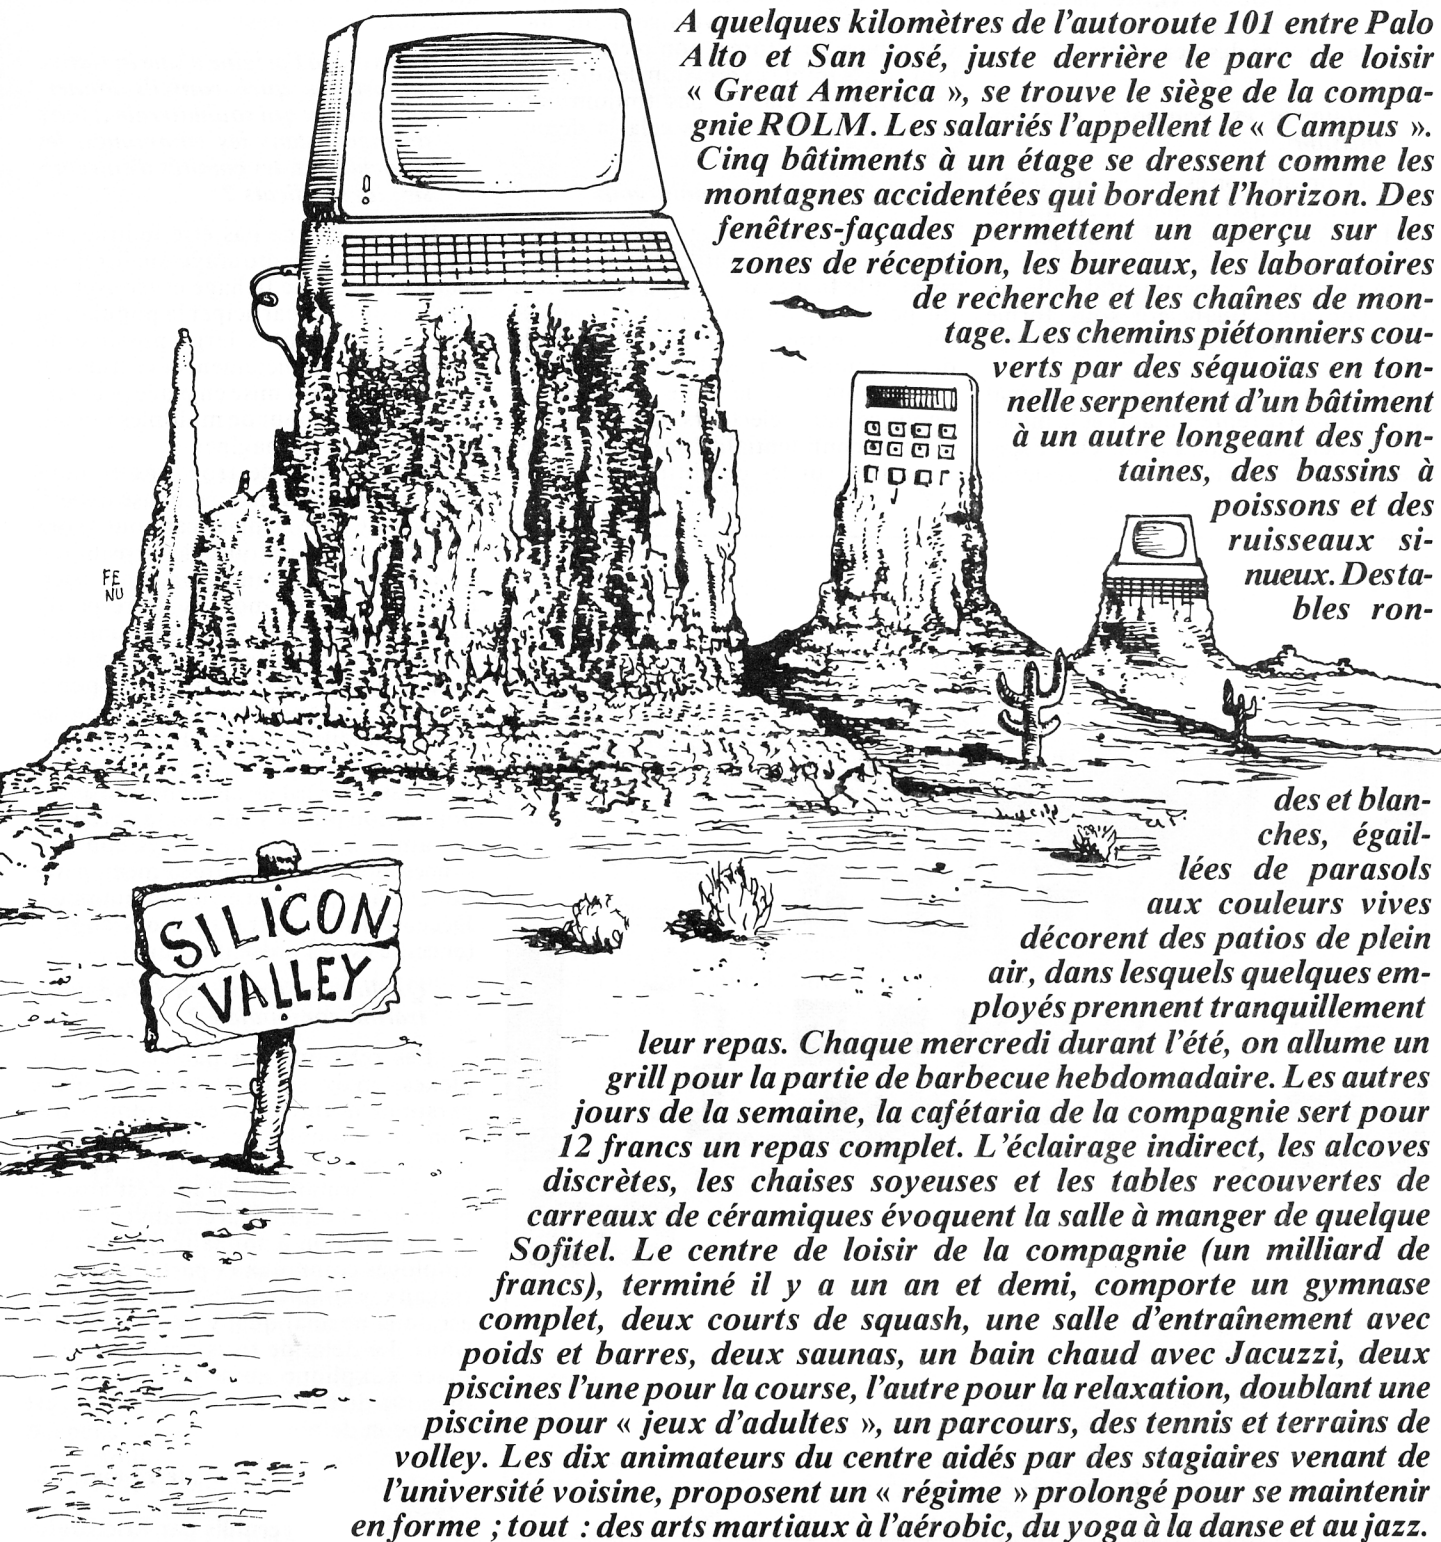 A quelques kilomètres de l'autoroute 101 entre Palo
Alto et San josé, juste derrière le parc de loisir
« Great America », se trouve le siège de la compa-
gnie ROLM. Les salariés l'appellent le « Campus ».
Cinq bâtiments à un étage se dressent comme les
montagnes accidentées qui bordent l'horizon. Des
fenêtres-façades permettent un aperçu sur les
zones de réception, les bureaux, les laboratoires
de recherche et les chaînes de mon-
tage. Les chemins piétonniers cou-
verts par des séquoïas en ton-
nelle serpentent d'un bâtiment
à un autre longeant des fon-
taines, des bassins à
poissons et des
ruisseaux si-
nueux. Des ta-
bles ron-
des et blan-
ches, égail-
lées de parasols
aux couleurs vives
décorent des patios de plein
air, dans lesquels quelques em-
ployés prennent tranquillement
leur repas. Chaque mercredi durant l'été, on allume un
grill pour la partie de barbecue hebdomadaire. Les autres
jours de la semaine, la cafétaria de la compagnie sert pour
12 francs un repas complet. L'éclairage indirect, les alcoves
discrètes, les chaises soyeuses et les tables recouvertes de
carreaux de céramiques évoquent la salle à manger de quelque
Sofitel. Le centre de loisir de la compagnie (un milliard de
francs), terminé il y a un an et demi, comporte un gymnase
complet, deux courts de squash, une salle d'entraînement avec
poids et barres, deux saunas, un bain chaud avec Jacuzzi, deux
piscines l'une pour la course, l'autre pour la relaxation, doublant une
piscine pour « jeux d'adultes », un parcours, des tennis et terrains de
volley. Les dix animateurs du centre aidés par des stagiaires venant de
l'université voisine, proposent un « régime » prolongé pour se maintenir
en forme ; tout : des arts martiaux à l'aérobic, du yoga à la danse et au jazz.
FE
NU
SILICON
VALLEY